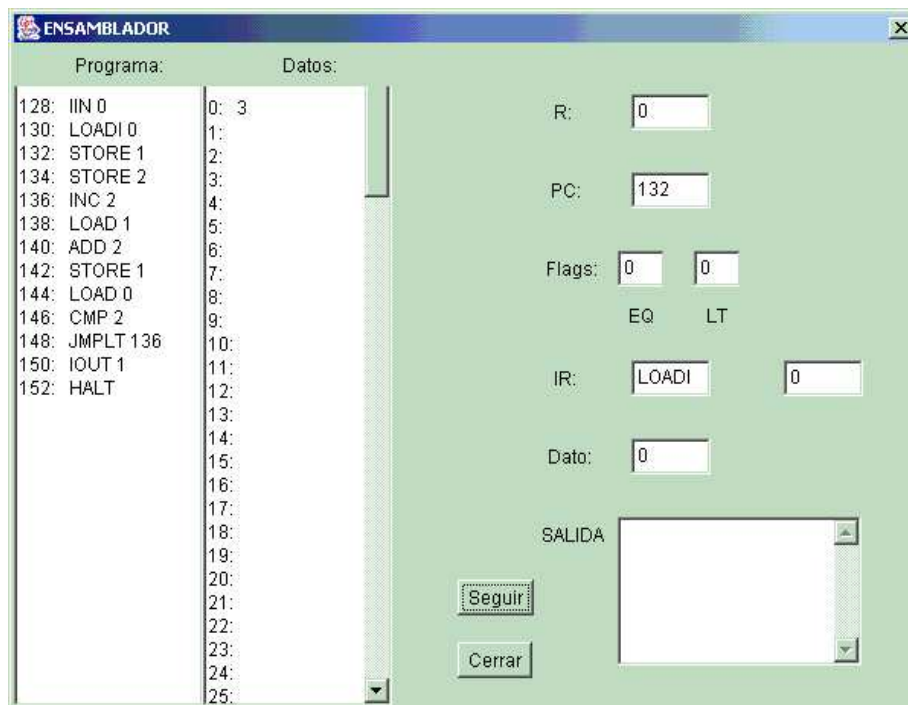 ENSAMBLADOR
Programa:
Datos:
128: IIN 0
130: LOADI 0
132: STORE 1
134: STORE 2
136: INC 2
138: LOAD 1
140: ADD 2
142: STORE 1
144: LOAD 0
146: CMP 2
148: JMPLT 136
150: IOUT 1
152: HALT
0: 3
1:
2:
3:
4:
5:
6:
7:
8:
9:
10:
11:
12:
13:
14:
15:
16:
17:
18:
19:
20:
21:
22:
23:
24:
25:
R: 0
PC: 132
Flags: 0 0
EQ LT
IR: LOADI 0
Dato: 0
SALIDA
Seguir
Cerrar